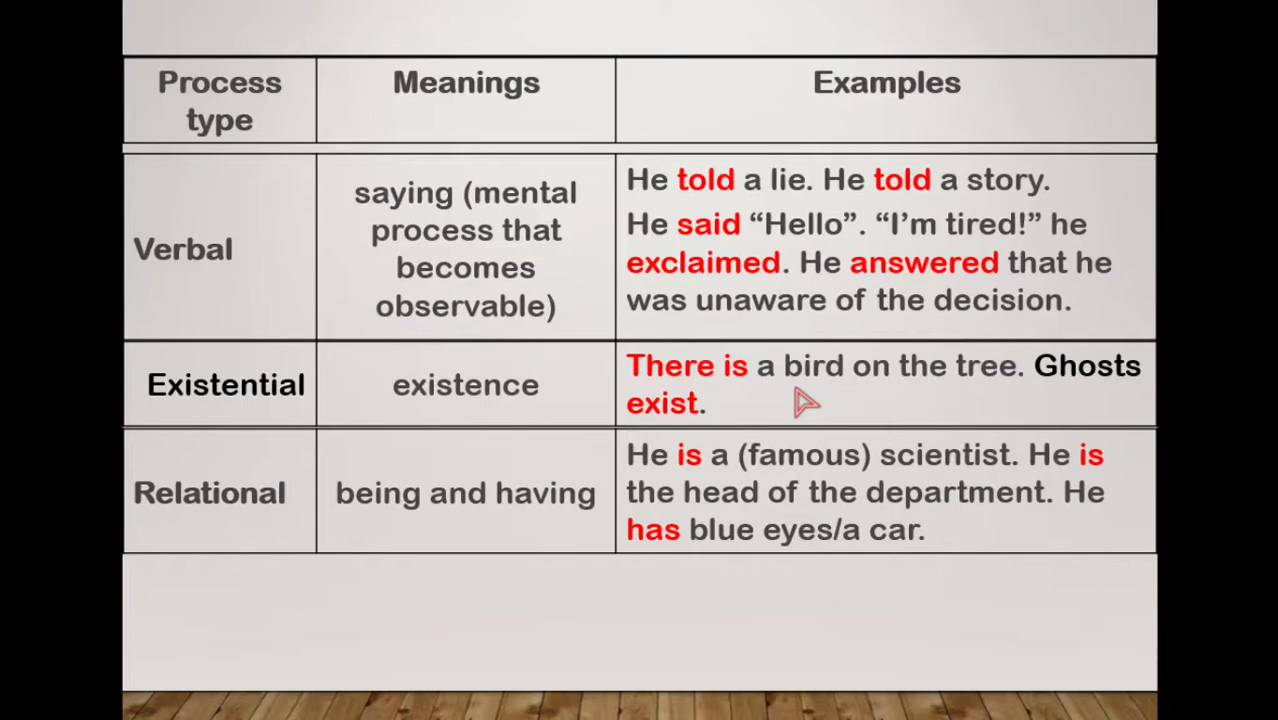 Process type
Meanings
Examples
Verbal
saying (mental
process that
becomes
observable)
He told a lie. He told a story.
He said “Hello”. “I’m tired!” he
exclaimed. He answered that he
was unaware of the decision.
Existential
existence
There is a bird on the tree. Ghosts
exist.
Relational
being and having
He is a (famous) scientist. He is
the head of the department. He
has blue eyes/a car.